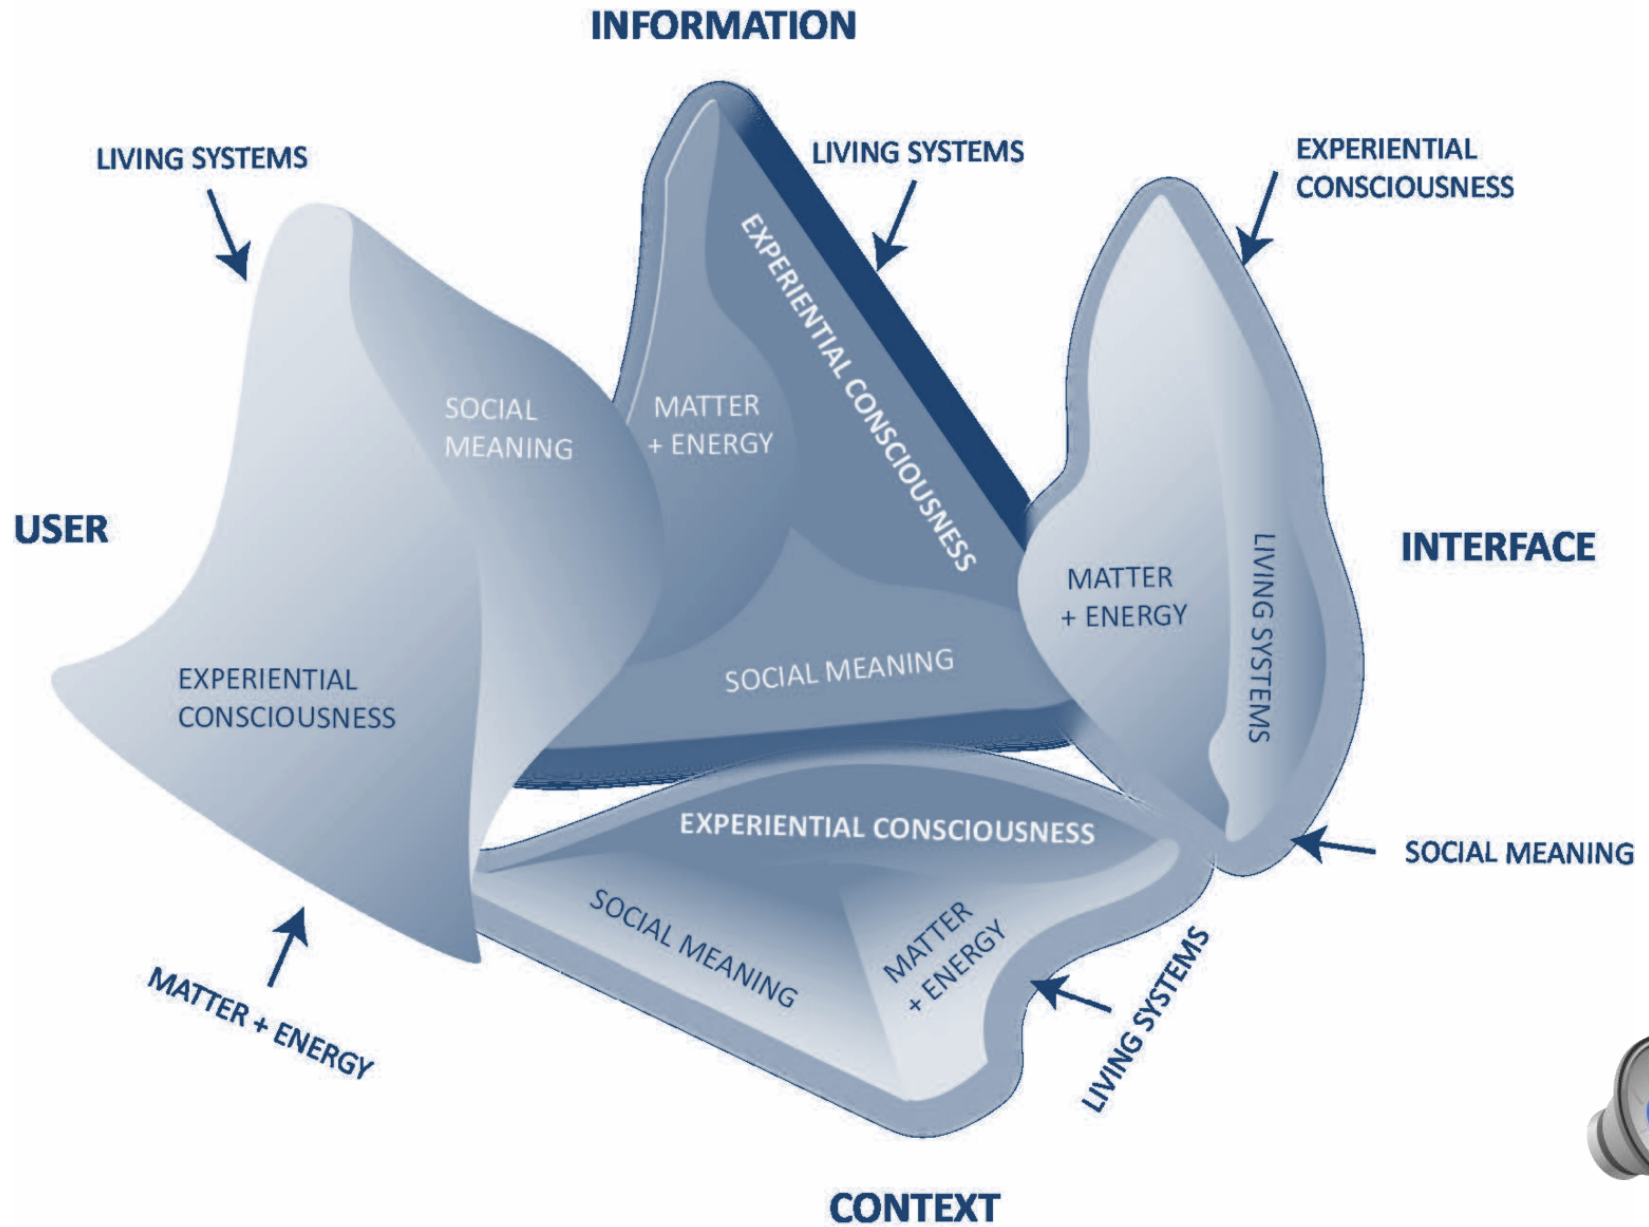 INFORMATION
LIVING SYSTEMS
LIVING SYSTEMS
EXPERIENTIAL
CONSCIOUSNESS
EXPERIENTIAL CONSCIOUSNESS
SOCIAL
MEANING
MATTER
+ ENERGY
USER
INTERFACE
MATTER
+ ENERGY
LIVING SYSTEMS
EXPERIENTIAL
CONSCIOUSNESS
SOCIAL MEANING
EXPERIENTIAL CONSCIOUSNESS
SOCIAL MEANING
SOCIAL MEANING
MATTER
+ ENERGY
MATTER + ENERGY
LIVING SYSTEMS
CONTEXT